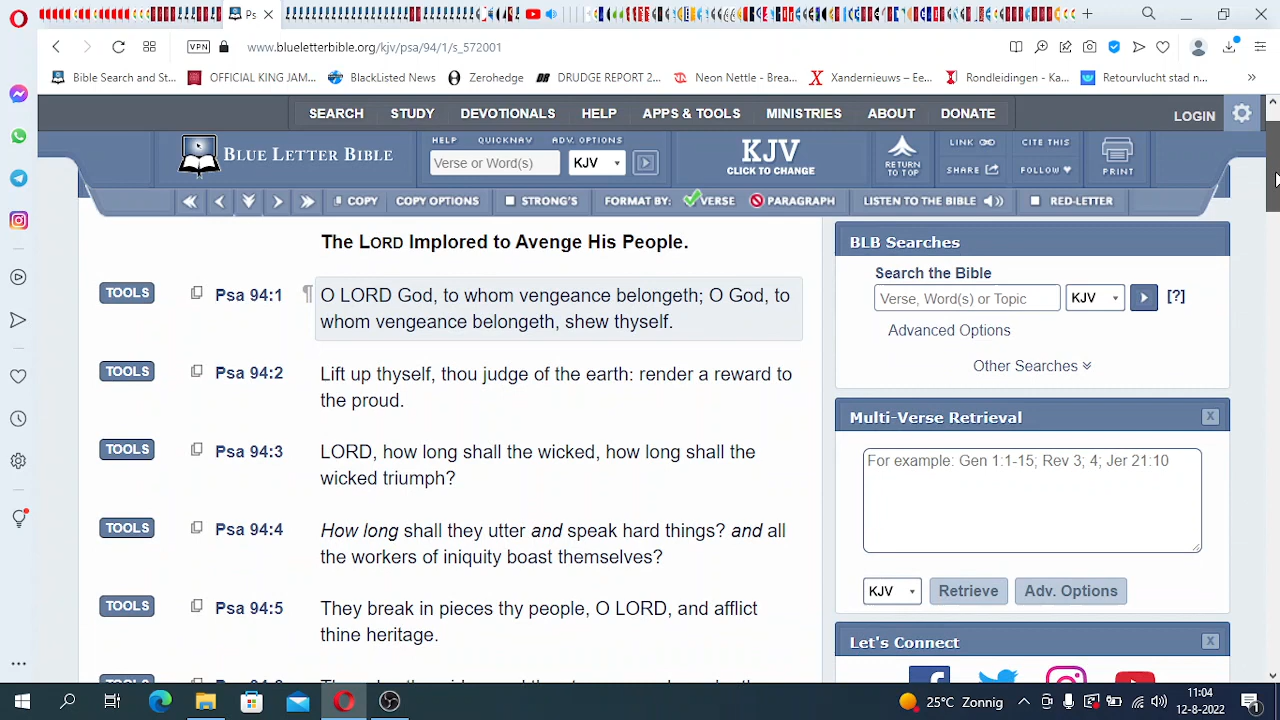 Ps
VPN www.blueletterbible.org/kjv/psa/94/1/s_572001
Bible Search and St... OFFICIAL KING JAM... BlackListed News Zerohedge DRUDGE REPORT 2... Neon Nettle - Brea... Xandernieuws – Ee... Rondleidingen - Ka... Retourvlucht stad n... »
SEARCH STUDY DEVOTIONALS HELP APPS & TOOLS MINISTRIES ABOUT DONATE LOGIN
BLUE LETTER BIBLE
HELP QUICKNAV ADV. OPTIONS
Verse or Word(s) KJV
KJV
CLICK TO CHANGE
RETURN
TO TOP
LINK CITE THIS
SHARE FOLLOW
PRINT
COPY COPY OPTIONS STRONG'S FORMAT BY: VERSE PARAGRAPH LISTEN TO THE BIBLE RED-LETTER
The LORD Implored to Avenge His People.
TOOLS Psa 94:1 ¶ O LORD God, to whom vengeance belongeth; O God, to
whom vengeance belongeth, shew thyself.
TOOLS Psa 94:2 Lift up thyself, thou judge of the earth: render a reward to
the proud.
TOOLS Psa 94:3 LORD, how long shall the wicked, how long shall the
wicked triumph?
TOOLS Psa 94:4 How long shall they utter and speak hard things? and all
the workers of iniquity boast themselves?
TOOLS Psa 94:5 They break in pieces thy people, O LORD, and afflict
thine heritage.
BLB Searches
Search the Bible
Verse, Word(s) or Topic KJV [?]
Advanced Options
Other Searches
Multi-Verse Retrieval X
For example: Gen 1:1-15; Rev 3; 4; Jer 21:10
KJV Retrieve Adv. Options
Let's Connect X
25°C Zonnig
11:04
12-8-2022
1